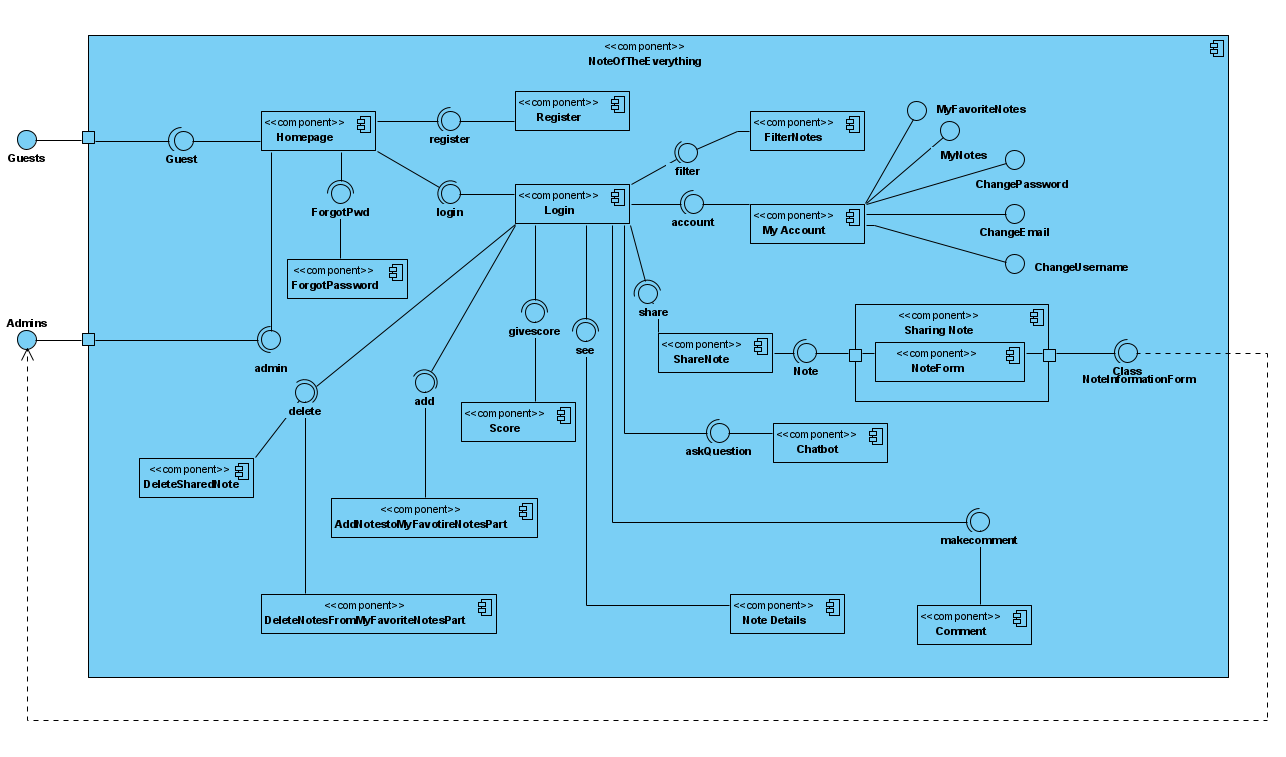 <<component>>
NoteOfTheEverything
<<component>>
Homepage
<<component>>
Register
<<component>>
FilterNotes
MyFavoriteNotes
MyNotes
Guests
Guest
register
filter
ChangePassword
ForgotPwd
login
<<component>>
Login
account
<<component>>
My Account
ChangeEmail
ChangeUsername
<<component>>
ForgotPassword
Admins
admin
givescore
see
share
<<component>>
ShareNote
Note
<<component>>
Sharing Note
<<component>>
NoteForm
Class
NoteInformationForm
delete
add
<<component>>
Score
askQuestion
<<component>>
Chatbot
<<component>>
DeleteSharedNote
<<component>>
AddNotestoMyFavotireNotesPart
makecomment
<<component>>
DeleteNotesFromMyFavoriteNotesPart
<<component>>
Note Details
<<component>>
Comment